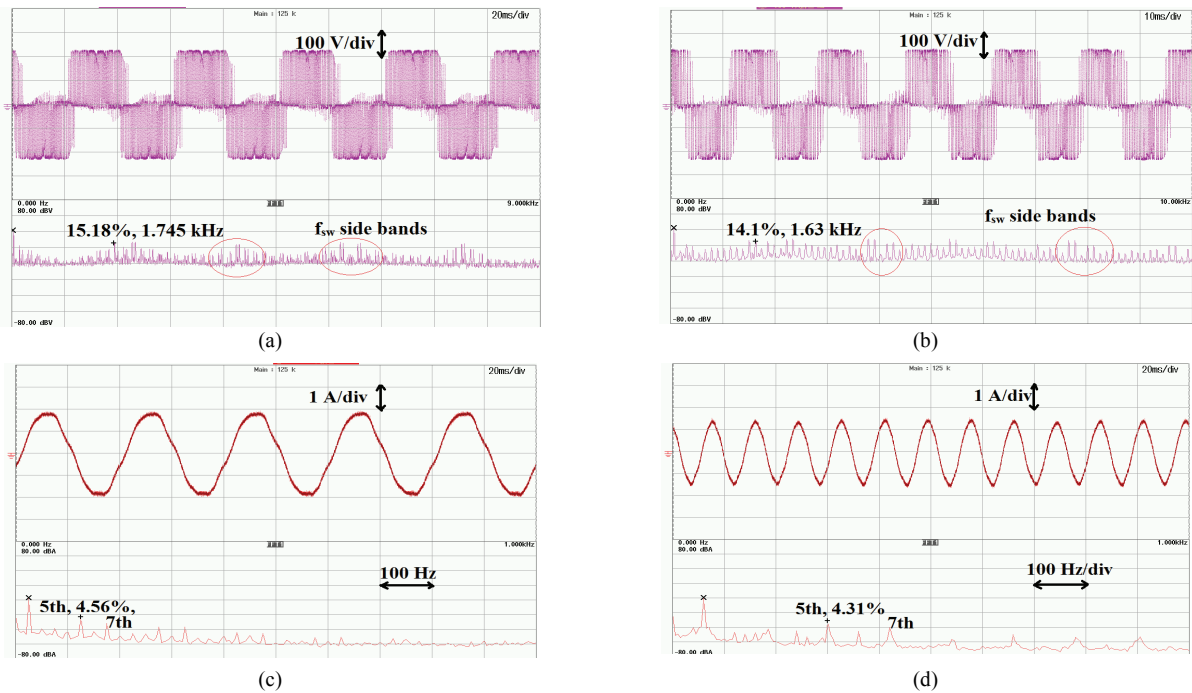 Main : 125 k
20ms/div
100 V/div
0.000 Hz
80.00 dBV
9.000kHz
15.18%, 1.745 kHz
fsw side bands
-80.00 dBV
(a)
Main : 125 k
10ms/div
100 V/div
0.000 Hz
80.00 dBV
10.00kHz
14.1%, 1.63 kHz
fsw side bands
-80.00 dBV
(b)
Main : 125 k
20ms/div
1 A/div
0.000 Hz
80.00 dBA
1.000kHz
100 Hz
5th, 4.56%,
7th
-80.00 dBA
(c)
Main : 125 k
20ms/div
1 A/div
0.000 Hz
80.00 dBA
1.000kHz
100 Hz/div
5th, 4.31%
7th
-80.00 dBA
(d)